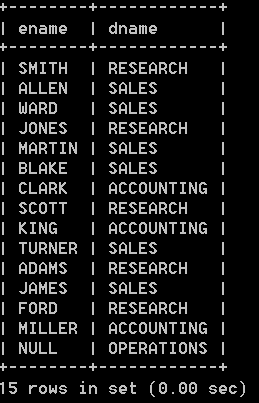 +--------+------------+
| ename  | dname      |
+--------+------------+
| SMITH  | RESEARCH   |
| ALLEN  | SALES      |
| WARD   | SALES      |
| JONES  | RESEARCH   |
| MARTIN | SALES      |
| BLAKE  | SALES      |
| CLARK  | ACCOUNTING |
| SCOTT  | RESEARCH   |
| KING   | ACCOUNTING |
| TURNER | SALES      |
| ADAMS  | RESEARCH   |
| JAMES  | SALES      |
| FORD   | RESEARCH   |
| MILLER | ACCOUNTING |
| NULL   | OPERATIONS |
+--------+------------+
15 rows in set (0.00 sec)